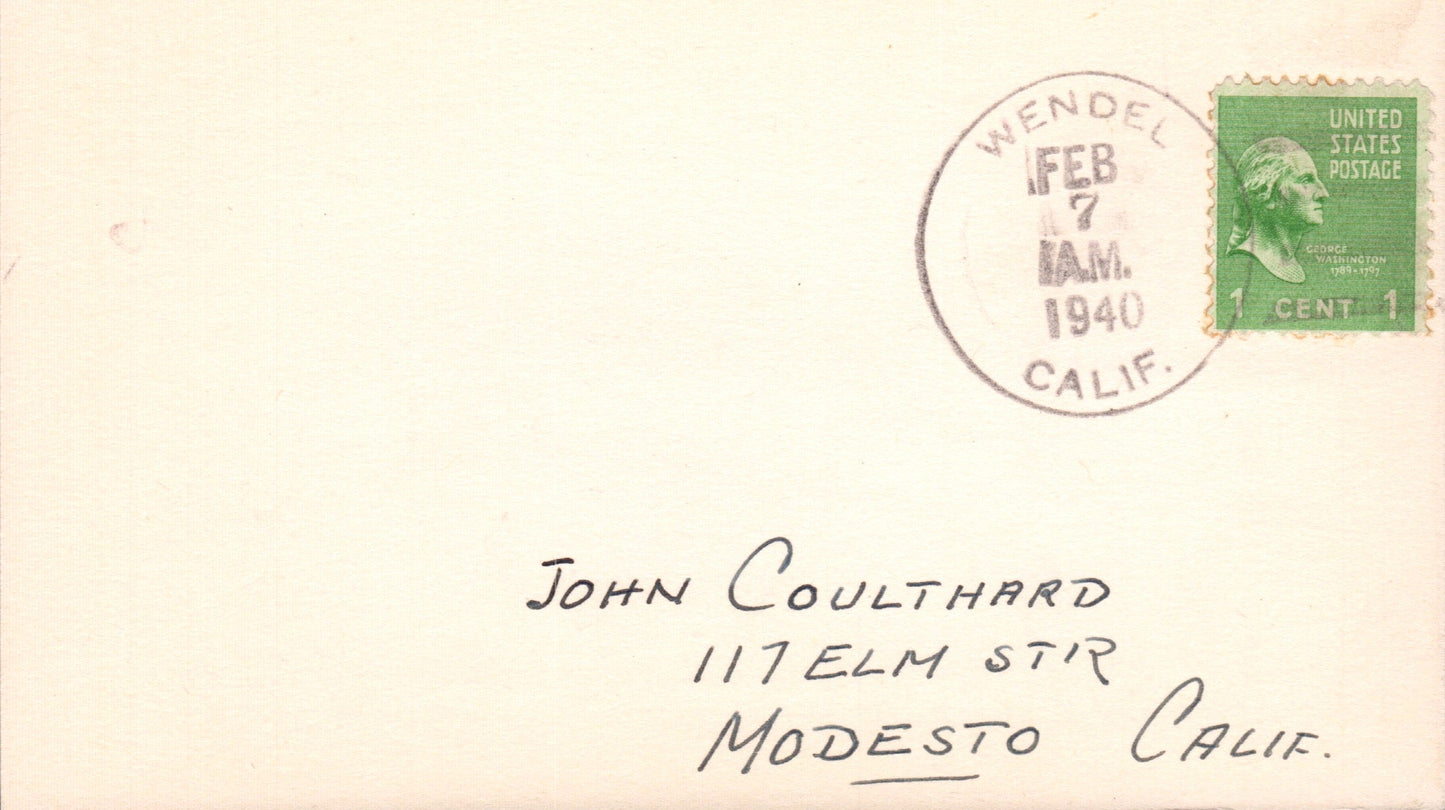 WENDEL
FEB
7
A.M.
1940
CALIF.
UNITED
STATES
POSTAGE
GEORGE
WASHINGTON
1789-1797
1 CENT 1
JOHN COULTHARD
117 ELM ST'R
MODESTO CALIF.